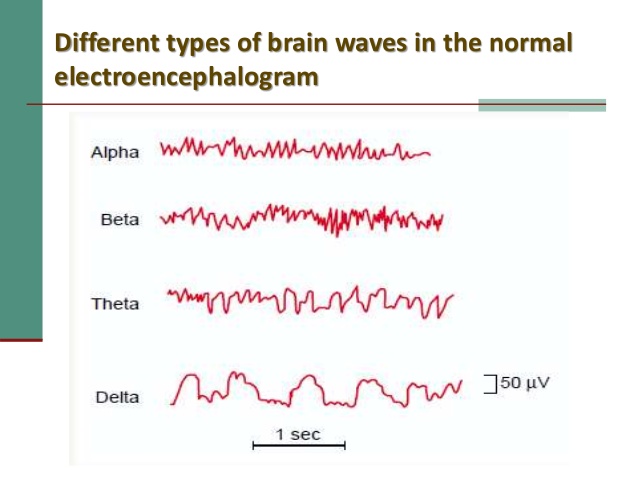 Different types of brain waves in the normal
electroencephalogram
Alpha
Beta
Theta
Delta
50 μV
1 sec